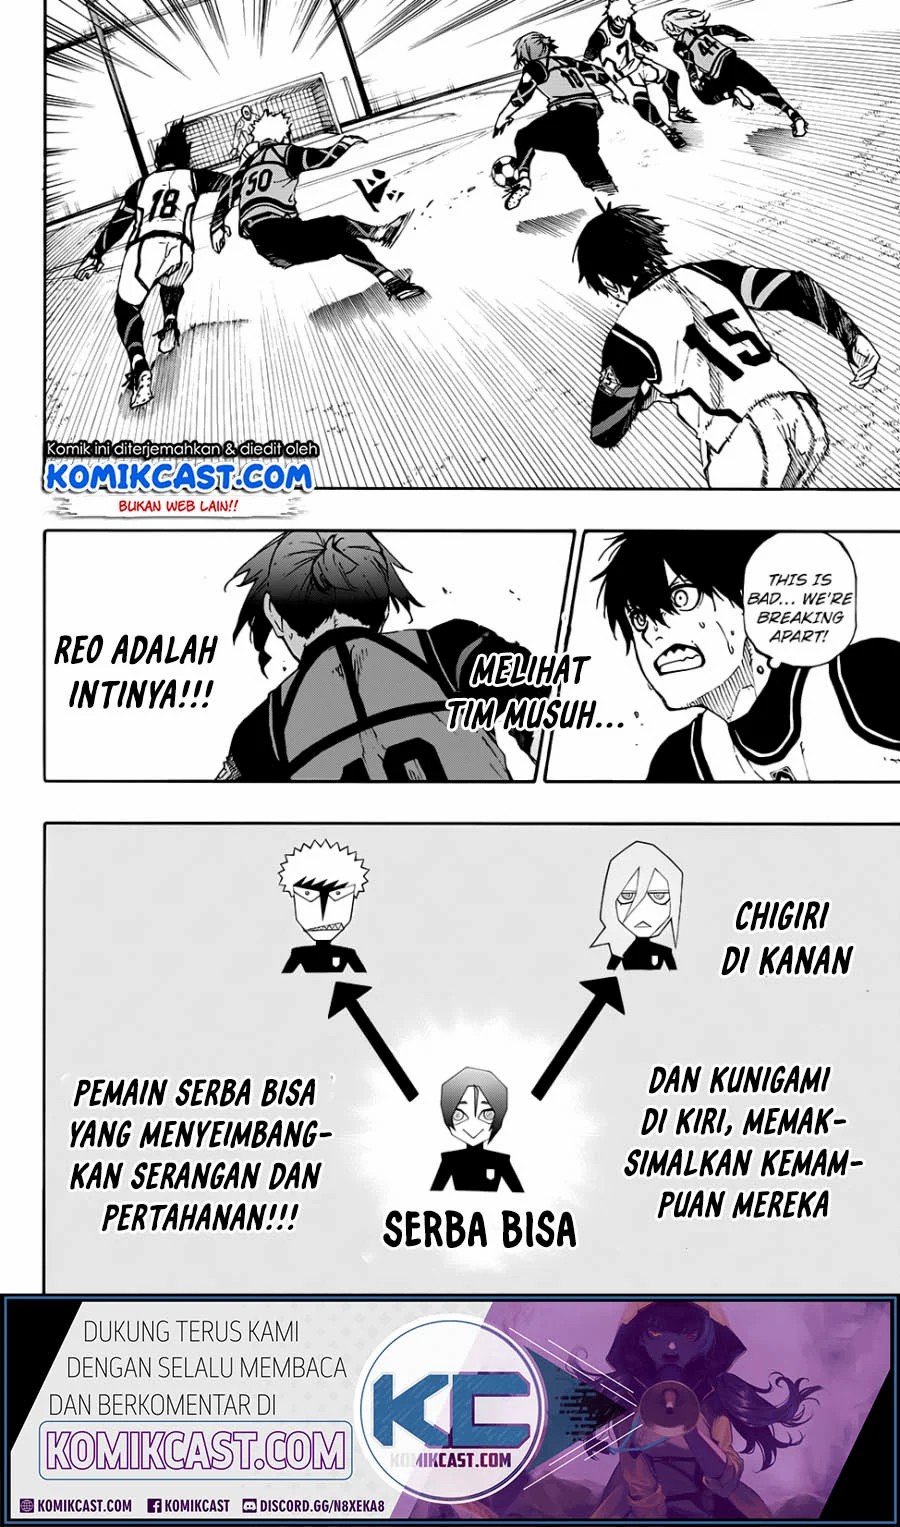 10
7
44
50
18
15
Komik ini diterjemahkan & diedit oleh
KOMIKCAST.COM
BUKAN WEB LAIN!!
THIS IS
BAD... WE'RE
BREAKING
APART!
MELIHAT
TIM MUSUH...
REO ADALAH
INTINYA!!!
CHIGIRI
DI KANAN
DAN KUNIGAMI
DI KIRI, MEMAK-
SIMALKAN KEMAM-
PUAN MEREKA
PEMAIN SERBA BISA
YANG MENYEIMBANG-
KAN SERANGAN DAN
PERTAHANAN!!!
SERBA BISA
DUKUNG TERUS KAMI
DENGAN SELALU MEMBACA
DAN BERKOMENTAR DI
KOMIKCAST.COM
KC
KOMIKCAST.COM
KOMIKCAST.COM KOMIKCAST DISCORD.GG/N8XEKA8